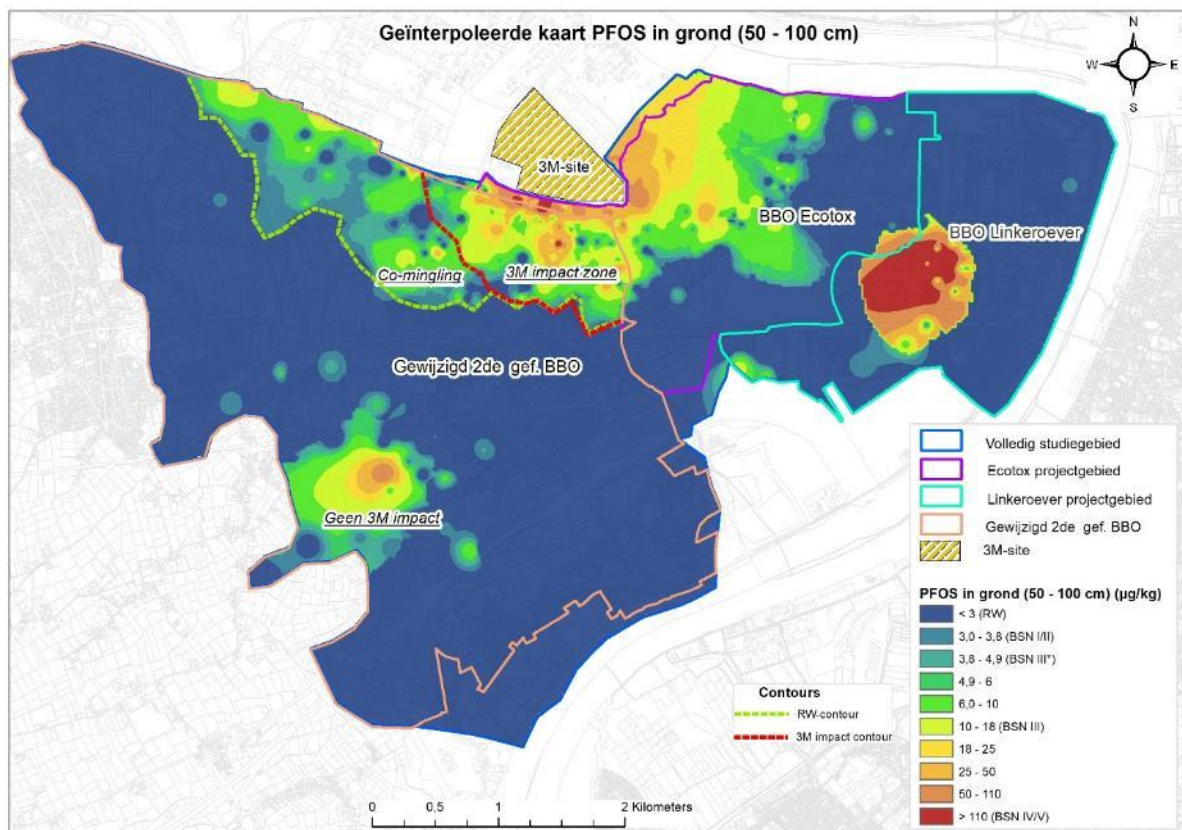 Geïnterpoleerde kaart PFOS in grond (50 - 100 cm)
N
W
E
S
3M-site
BBO Ecotox
BBO Linkeroever
Co-mingling
3M impact zone
Gewijzigd 2de gef. BBO
Geen 3M impact
Volledig studiegebied
Ecotox projectgebied
Linkeroever projectgebied
Gewijzigd 2de gef. BBO
3M-site
PFOS in grond (50 - 100 cm) (µg/kg)
< 3 (RW)
3,0 - 3,8 (BSN I/II)
3,8 - 4,9 (BSN III*)
4,9 - 6
6,0 - 10
10 - 18 (BSN III)
18 - 25
25 - 50
50 - 110
> 110 (BSN IV/V)
Contours
RW-contour
3M impact contour
0 0,5 1 2 Kilometers